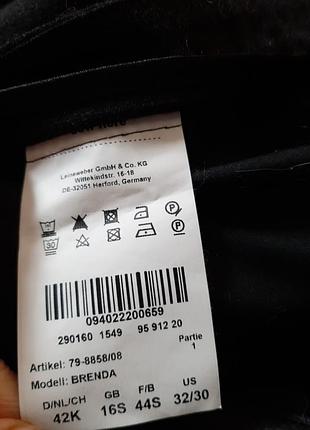 Leineweber GmbH & Co. KG
Wittekindstr. 16-18
DE-32051 Herford, Germany
30
P
P
094022200659
290160 1549 95 912 20
Partie
1
Artikel: 79-8858/08
Modell: BRENDA
D/NL/CH GB F/B US
42K 16S 44S 32/30